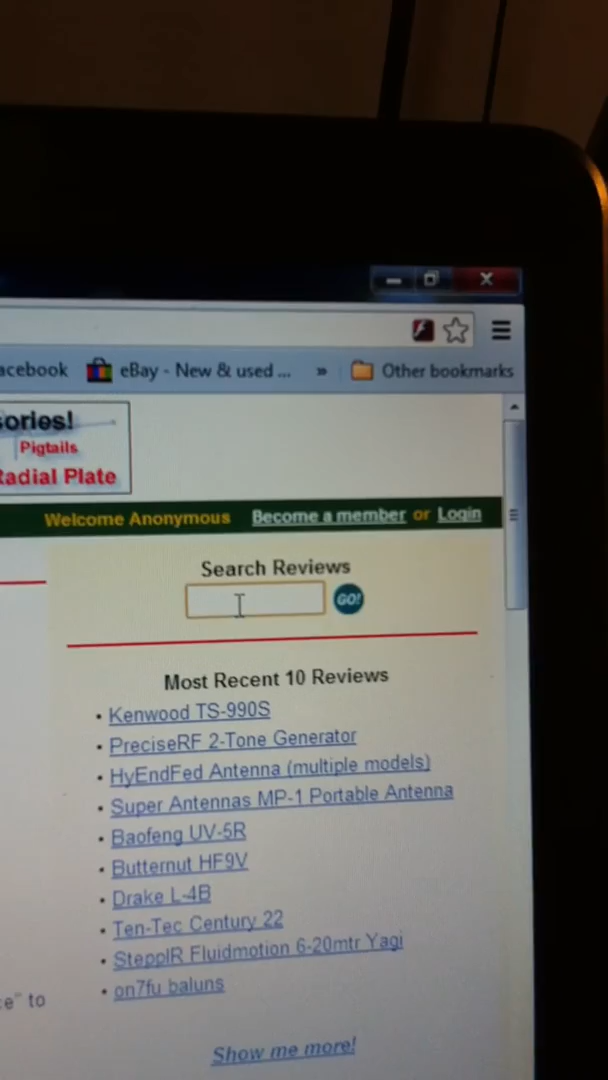 acebook eBay - New & used ... » Other bookmarks
sories!
Pigtails
Radial Plate
Welcome Anonymous Become a member or Login
Search Reviews
GO!
Most Recent 10 Reviews
• Kenwood TS-990S
• PreciseRF 2-Tone Generator
• HyEndFed Antenna (multiple models)
• Super Antennas MP-1 Portable Antenna
• Baofeng UV-5R
• Butternut HF9V
• Drake L-4B
• Ten-Tec Century 22
• SteppIR Fluidmotion 6-20mtr Yagi
• on7fu baluns
e" to
Show me more!